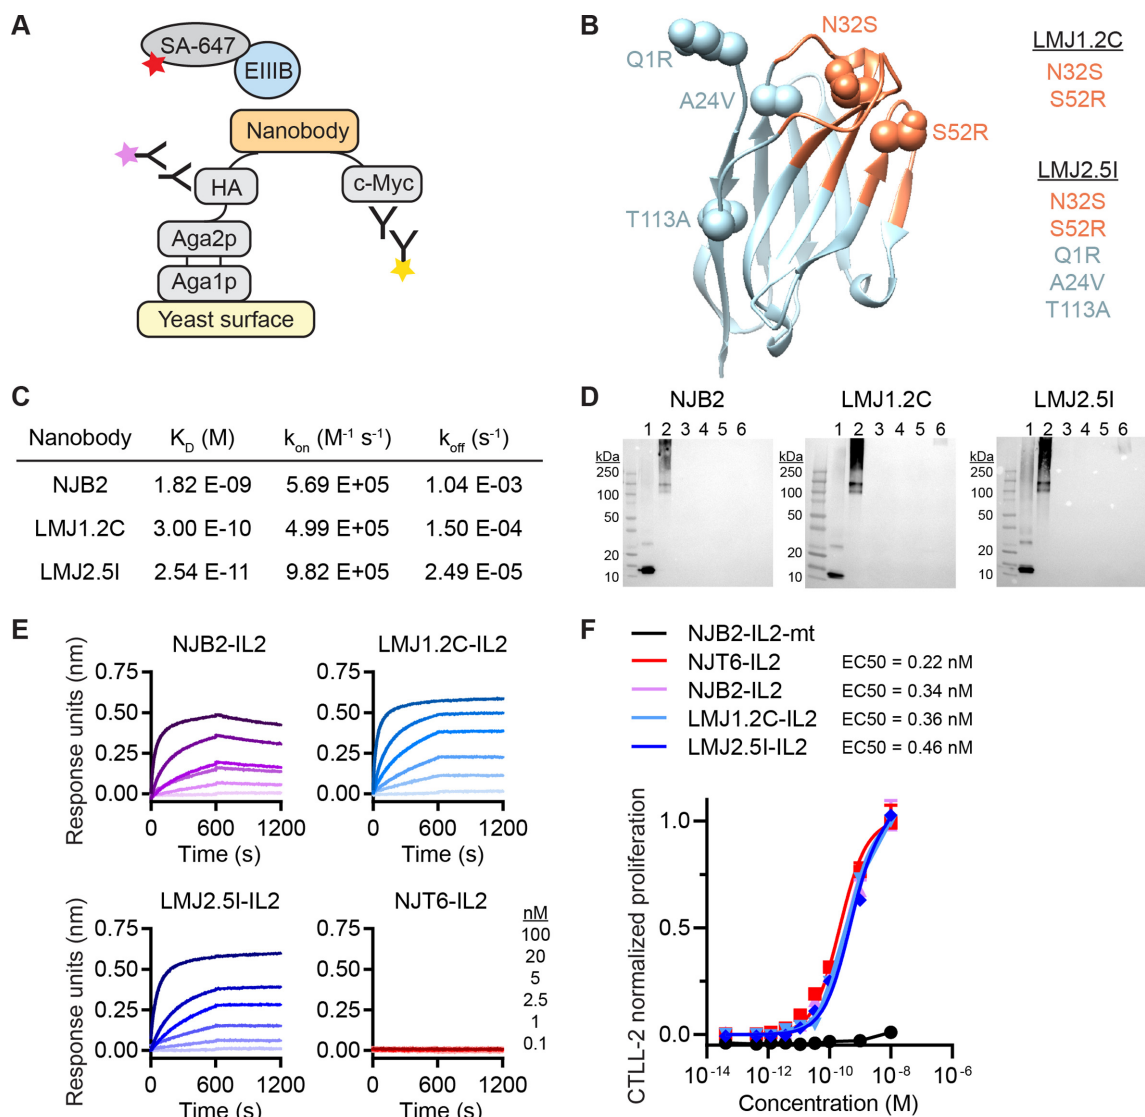 A
SA-647
EIIIB
Nanobody
HA
c-Myc
Aga2p
Aga1p
Yeast surface
B
N32S
Q1R
A24V
S52R
T113A
LMJ1.2C
N32S
S52R
LMJ2.5I
N32S
S52R
Q1R
A24V
T113A
C
Nanobody K_D (M) k_on (M⁻¹ s⁻¹) k_off (s⁻¹)
NJB2 1.82 E-09 5.69 E+05 1.04 E-03
LMJ1.2C 3.00 E-10 4.99 E+05 1.50 E-04
LMJ2.5I 2.54 E-11 9.82 E+05 2.49 E-05
D
NJB2
1 2 3 4 5 6
kDa
250
100
50
20
10
LMJ1.2C
1 2 3 4 5 6
kDa
250
100
50
20
10
LMJ2.5I
1 2 3 4 5 6
kDa
250
100
50
20
10
E
NJB2-IL2
Response units (nm)
0.75
0.50
0.25
0.00
0 600 1200
Time (s)
LMJ1.2C-IL2
0.75
0.50
0.25
0.00
0 600 1200
Time (s)
LMJ2.5I-IL2
Response units (nm)
0.75
0.50
0.25
0.00
0 600 1200
Time (s)
NJT6-IL2
0.75
0.50
0.25
0.00
0 600 1200
Time (s)
nM
100
20
5
2.5
1
0.1
F
NJB2-IL2-mt
NJT6-IL2 EC50 = 0.22 nM
NJB2-IL2 EC50 = 0.34 nM
LMJ1.2C-IL2 EC50 = 0.36 nM
LMJ2.5I-IL2 EC50 = 0.46 nM
CTLL-2 normalized proliferation
1.0
0.5
0.0
10⁻¹⁴ 10⁻¹² 10⁻¹⁰ 10⁻⁸ 10⁻⁶
Concentration (M)